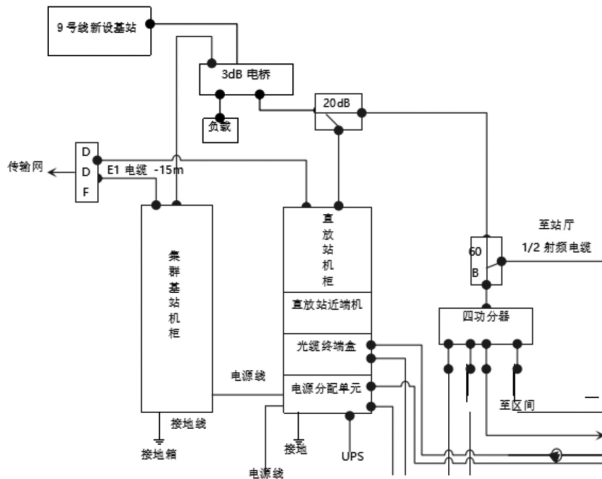 9号线新设基站
3dB 电桥
20dB
负载
D
D
F
传输网
E1 电缆 -15m
直放站机柜
集群基站机柜
至站厅
1/2 射频电缆
60
B
直放站近端机
四功分器
光缆终端盒
电源线
电源分配单元
至区间
接地线
接地箱
接地
UPS
电源线